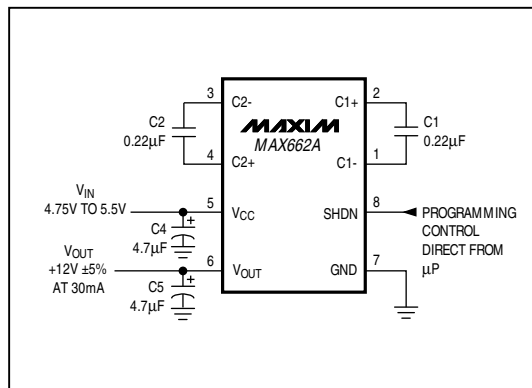 3
C2-
C1+
2
C2
0.22µF
MAXIM
MAX662A
C1
0.22µF
4
C2+
C1-
1
VIN
4.75V TO 5.5V
5
VCC
SHDN
8
PROGRAMMING
CONTROL
DIRECT FROM
µP
C4
4.7µF
+
VOUT
+12V ±5%
AT 30mA
6
VOUT
GND
7
C5
4.7µF
+